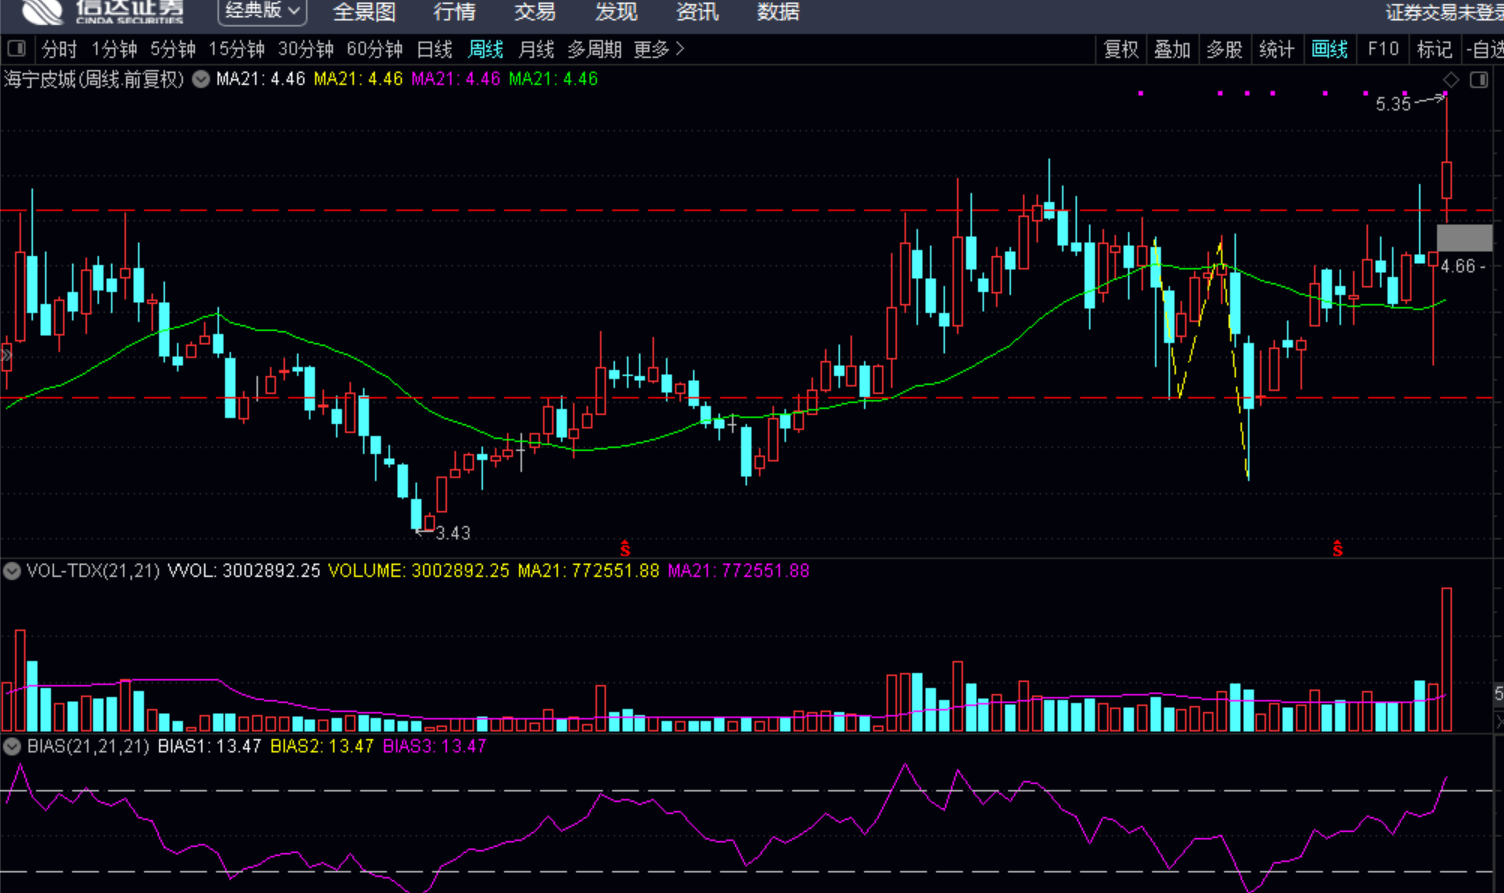 信达证券 经典版 全景图 行情 交易 发现 资讯 数据 证券交易未登录
CINDA SECURITIES
分时 1分钟 5分钟 15分钟 30分钟 60分钟 日线 周线 月线 多周期 更多 复权 叠加 多股 统计 画线 F10 标记 -自选
海宁皮城(周线.前复权) MA21: 4.46 MA21: 4.46 MA21: 4.46 MA21: 4.46
5.35
4.66
3.43
S S
VOL-TDX(21,21) VVOL: 3002892.25 VOLUME: 3002892.25 MA21: 772551.88 MA21: 772551.88
5
BIAS(21,21,21) BIAS1: 13.47 BIAS2: 13.47 BIAS3: 13.47